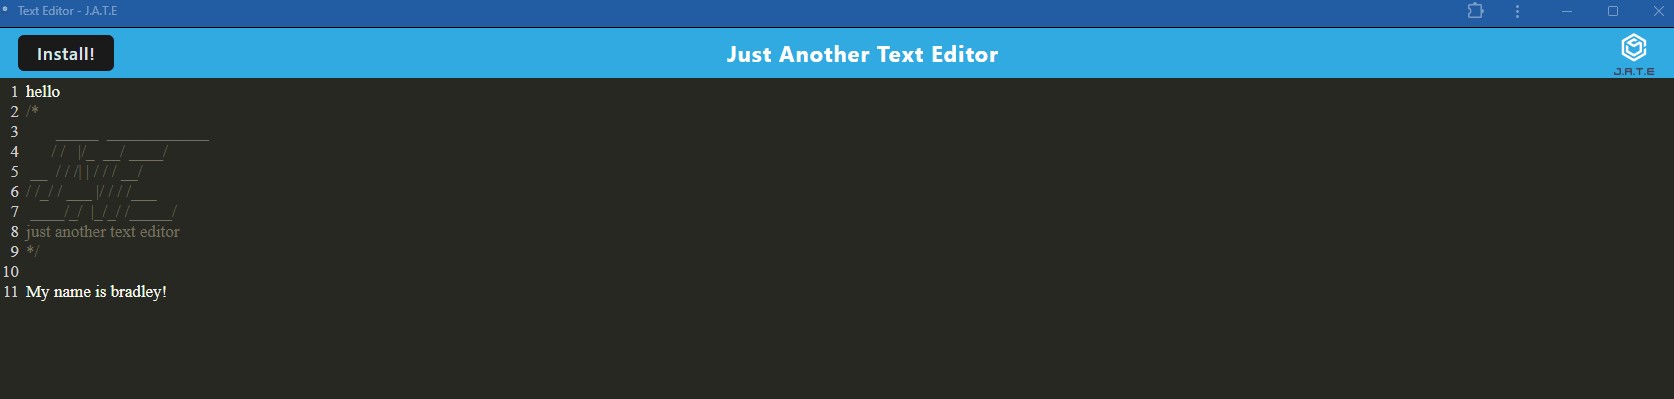 Text Editor - J.A.T.E
Install!
Just Another Text Editor
J.A.T.E
1 hello
2 /*
3        _____  ____________
4       / /   |/_  __/ ____/
5  __  / / /| | / / / __/
6 / /_/ / ___ |/ / / /___
7  ____/_/  |_/_/ /_____/
8 just another text editor
9 */
10
11 My name is bradley!